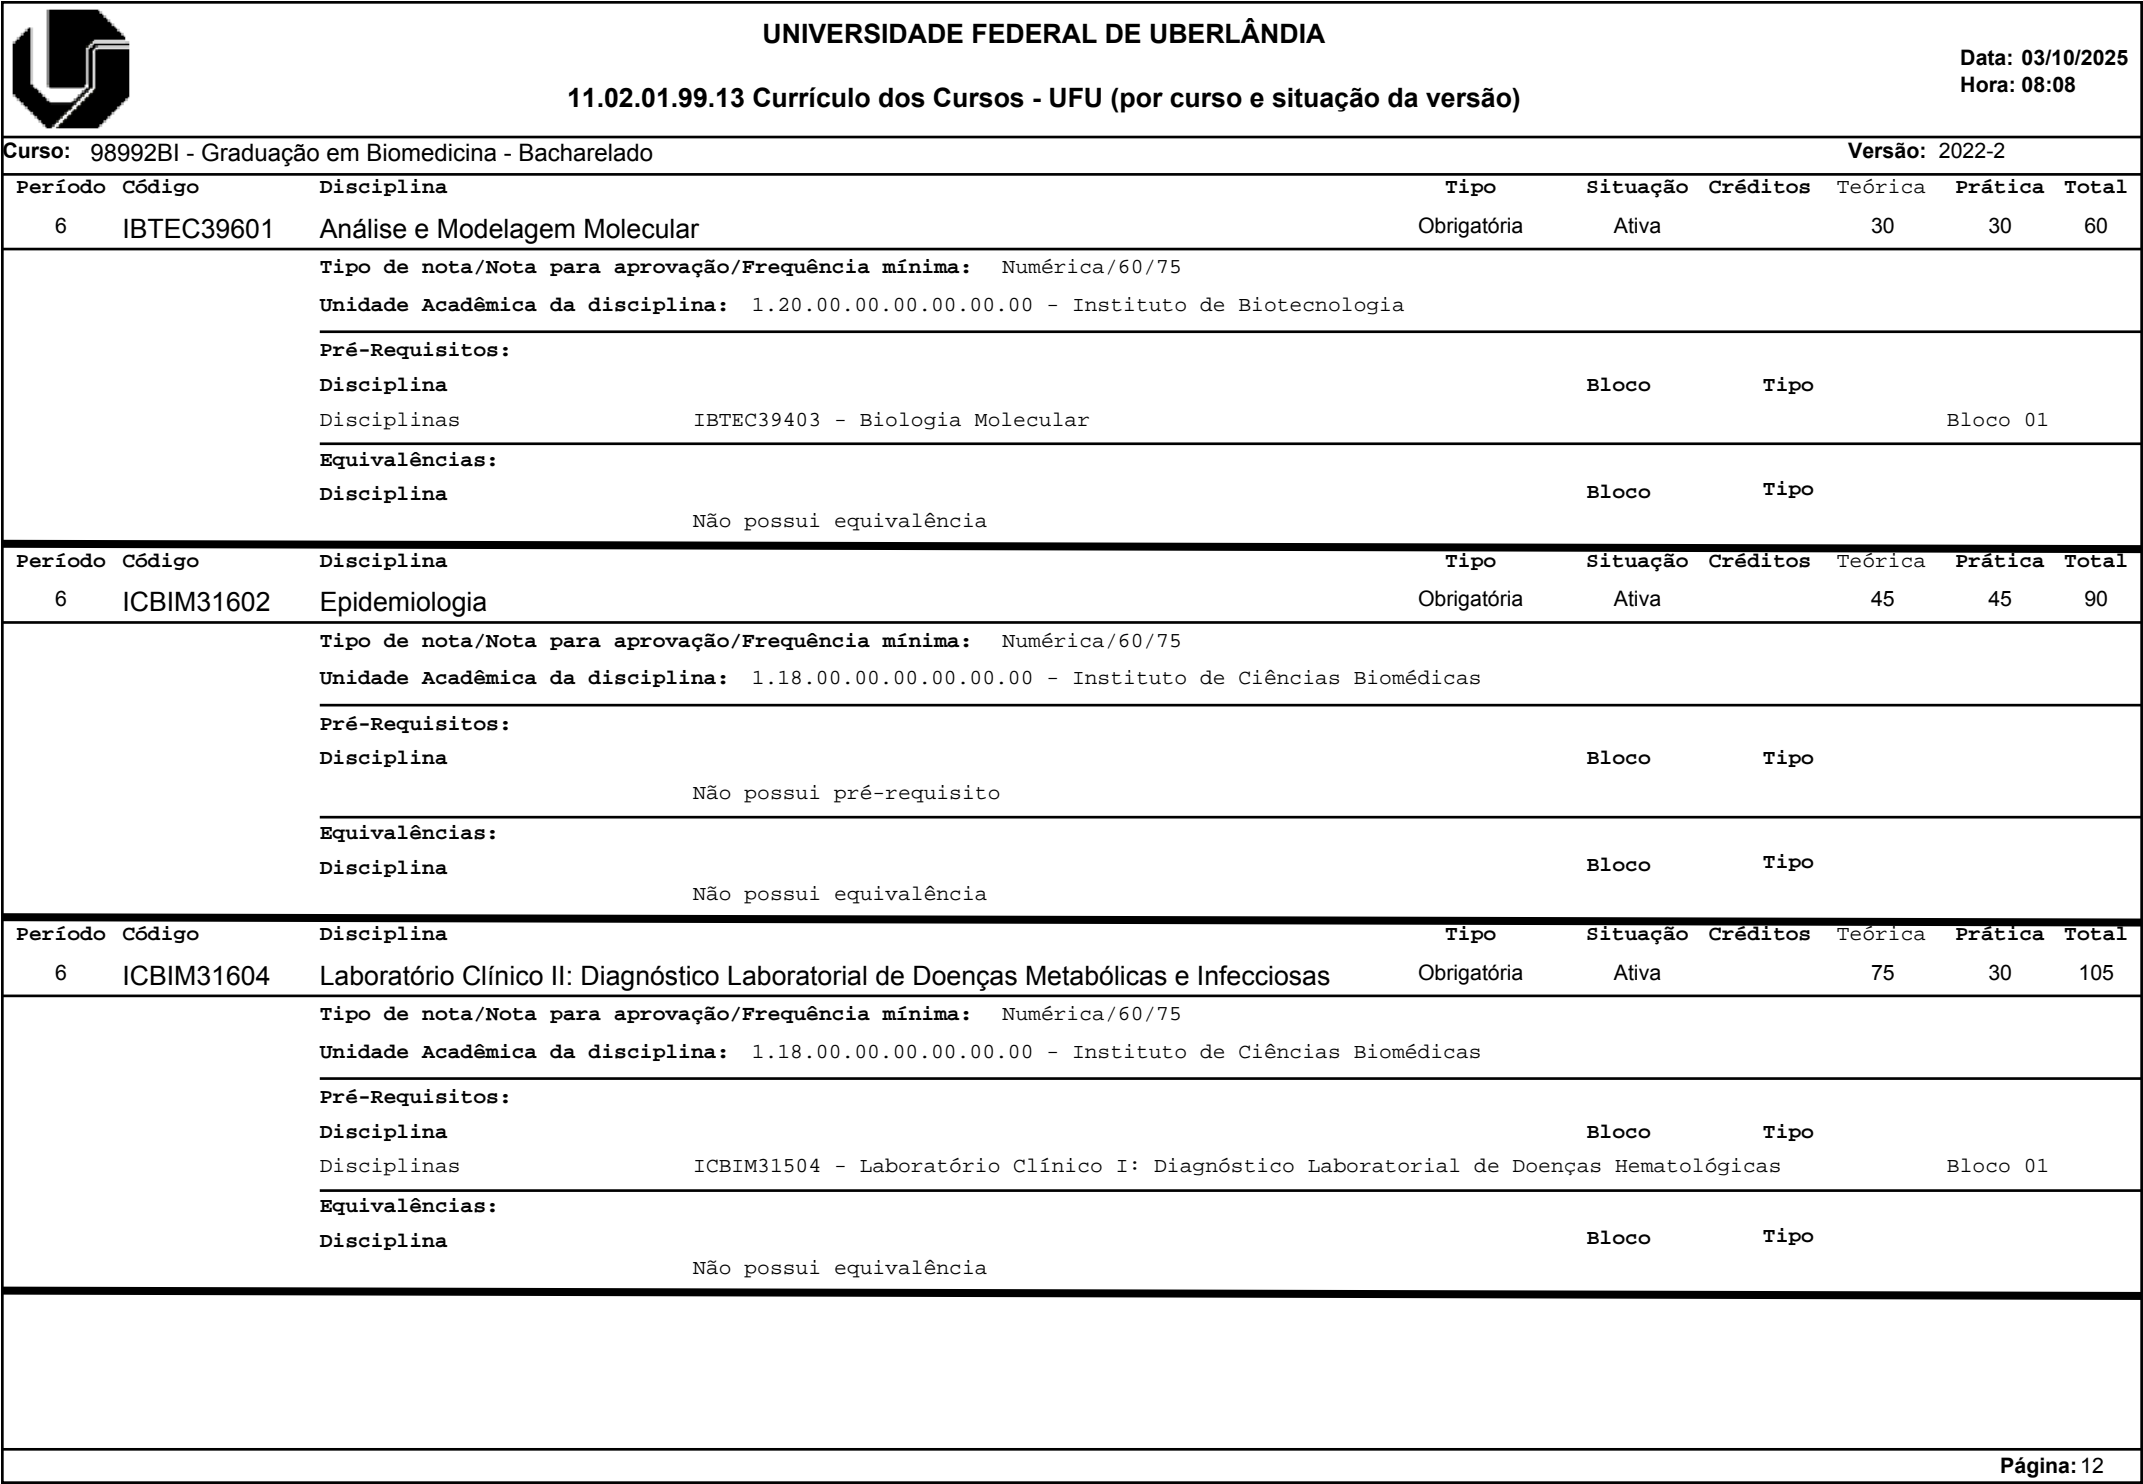 UNIVERSIDADE FEDERAL DE UBERLÂNDIA
Data: 03/10/2025
Hora: 08:08
11.02.01.99.13 Currículo dos Cursos - UFU (por curso e situação da versão)
Curso: 98992BI - Graduação em Biomedicina - Bacharelado Versão: 2022-2
Período Código Disciplina Tipo Situação Créditos Teórica Prática Total
6 IBTEC39601 Análise e Modelagem Molecular Obrigatória Ativa 30 30 60
Tipo de nota/Nota para aprovação/Frequência mínima: Numérica/60/75
Unidade Acadêmica da disciplina: 1.20.00.00.00.00.00.00 - Instituto de Biotecnologia
Pré-Requisitos:
Disciplina Bloco Tipo
Disciplinas IBTEC39403 - Biologia Molecular Bloco 01
Equivalências:
Disciplina Bloco Tipo
Não possui equivalência
Período Código Disciplina Tipo Situação Créditos Teórica Prática Total
6 ICBIM31602 Epidemiologia Obrigatória Ativa 45 45 90
Tipo de nota/Nota para aprovação/Frequência mínima: Numérica/60/75
Unidade Acadêmica da disciplina: 1.18.00.00.00.00.00.00 - Instituto de Ciências Biomédicas
Pré-Requisitos:
Disciplina Bloco Tipo
Não possui pré-requisito
Equivalências:
Disciplina Bloco Tipo
Não possui equivalência
Período Código Disciplina Tipo Situação Créditos Teórica Prática Total
6 ICBIM31604 Laboratório Clínico II: Diagnóstico Laboratorial de Doenças Metabólicas e Infecciosas Obrigatória Ativa 75 30 105
Tipo de nota/Nota para aprovação/Frequência mínima: Numérica/60/75
Unidade Acadêmica da disciplina: 1.18.00.00.00.00.00.00 - Instituto de Ciências Biomédicas
Pré-Requisitos:
Disciplina Bloco Tipo
Disciplinas ICBIM31504 - Laboratório Clínico I: Diagnóstico Laboratorial de Doenças Hematológicas Bloco 01
Equivalências:
Disciplina Bloco Tipo
Não possui equivalência
Página: 12